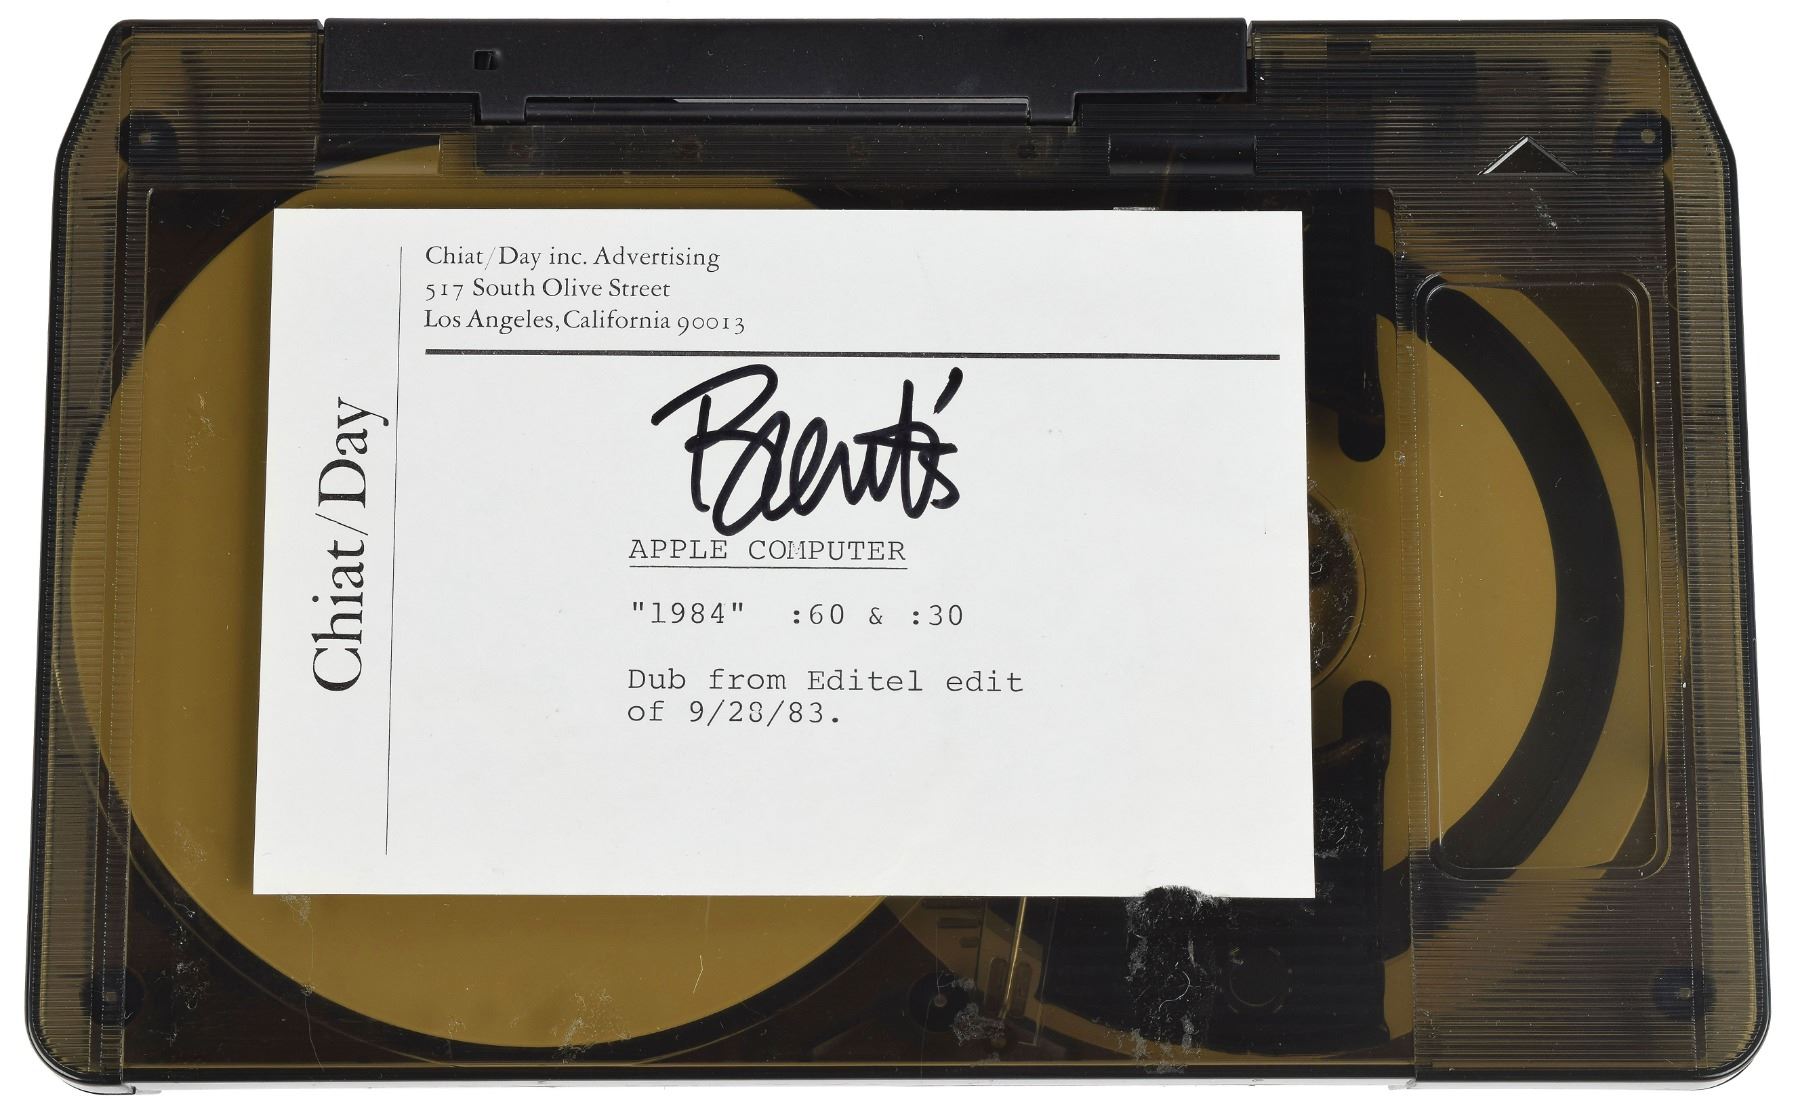 Chiat/Day inc. Advertising
517 South Olive Street
Los Angeles, California 90013
Chiat/Day
Brent's
APPLE COMPUTER
"1984" :60 & :30
Dub from Editel edit
of 9/28/83.